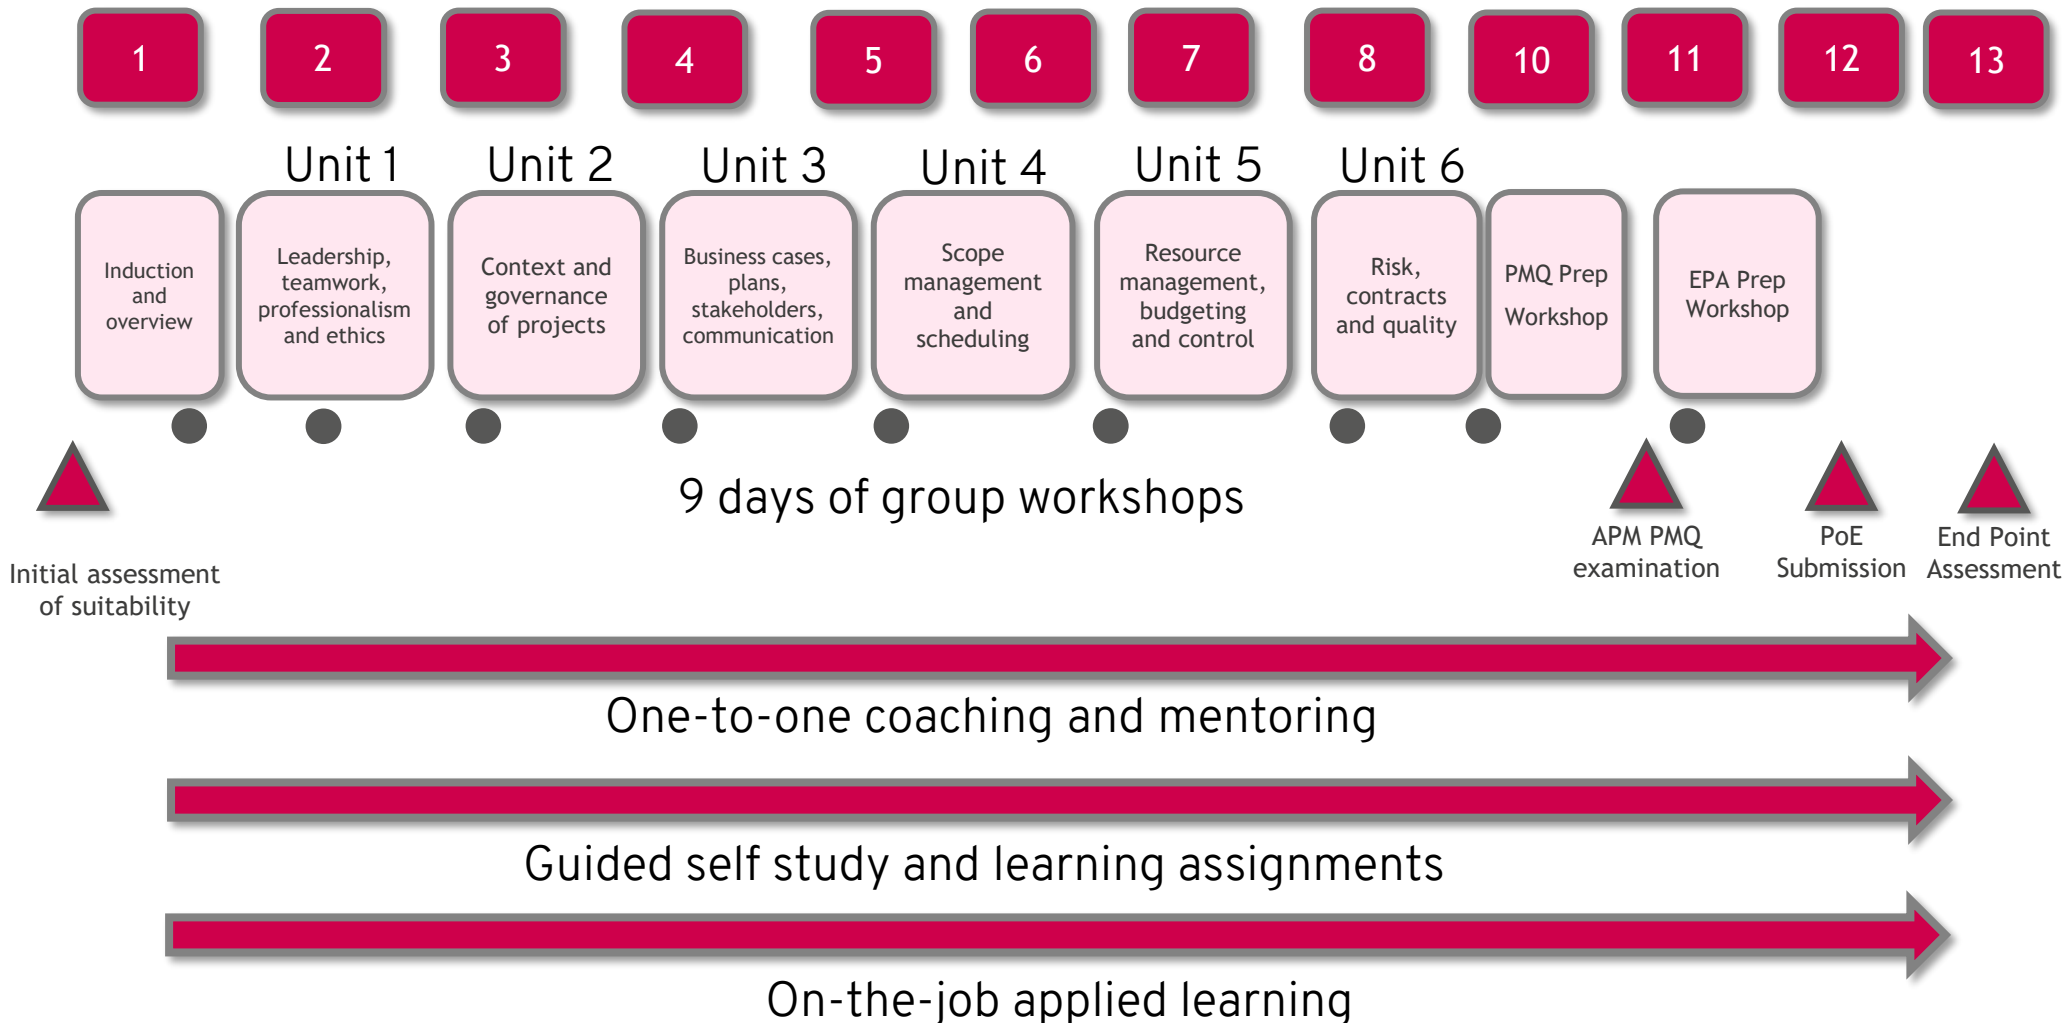 1
2
3
4
5
6
7
8
10
11
12
13
Unit 1
Unit 2
Unit 3
Unit 4
Unit 5
Unit 6
Induction
and
overview
Leadership,
teamwork,
professionalism
and ethics
Context and
governance
of projects
Business cases,
plans,
stakeholders,
communication
Scope
management
and
scheduling
Resource
management,
budgeting
and control
Risk,
contracts
and quality
PMQ Prep
Workshop
EPA Prep
Workshop
9 days of group workshops
Initial assessment
of suitability
APM PMQ
examination
PoE
Submission
End Point
Assessment
One-to-one coaching and mentoring
Guided self study and learning assignments
On-the-job applied learning